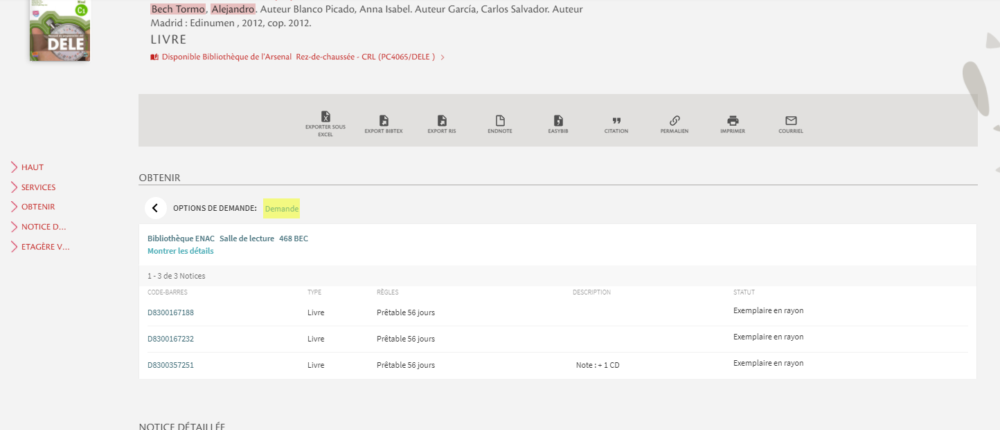 C1
Manual de preparación del
DELE
Bech Tormo, Alejandro. Auteur Blanco Picado, Anna Isabel. Auteur García, Carlos Salvador. Auteur
Madrid : Edinumen , 2012, cop. 2012.
LIVRE
Disponible Bibliothèque de l'Arsenal Rez-de-chaussée - CRL (PC4065/DELE )
EXPORTER SOUS
EXCEL
EXPORT BIBTEX
EXPORT RIS
ENDNOTE
EASYBIB
CITATION
PERMALIEN
IMPRIMER
COURRIEL
HAUT
SERVICES
OBTENIR
NOTICE D...
ETAGÈRE V...
OBTENIR
OPTIONS DE DEMANDE: Demande
Bibliothèque ENAC Salle de lecture 468 BEC
Montrer les détails
1 - 3 de 3 Notices
CODE-BARRES TYPE RÈGLES DESCRIPTION STATUT
D8300167188 Livre Prêtable 56 jours Exemplaire en rayon
D8300167232 Livre Prêtable 56 jours Exemplaire en rayon
D8300357251 Livre Prêtable 56 jours Note : + 1 CD Exemplaire en rayon
NOTICE DÉTAILLÉE